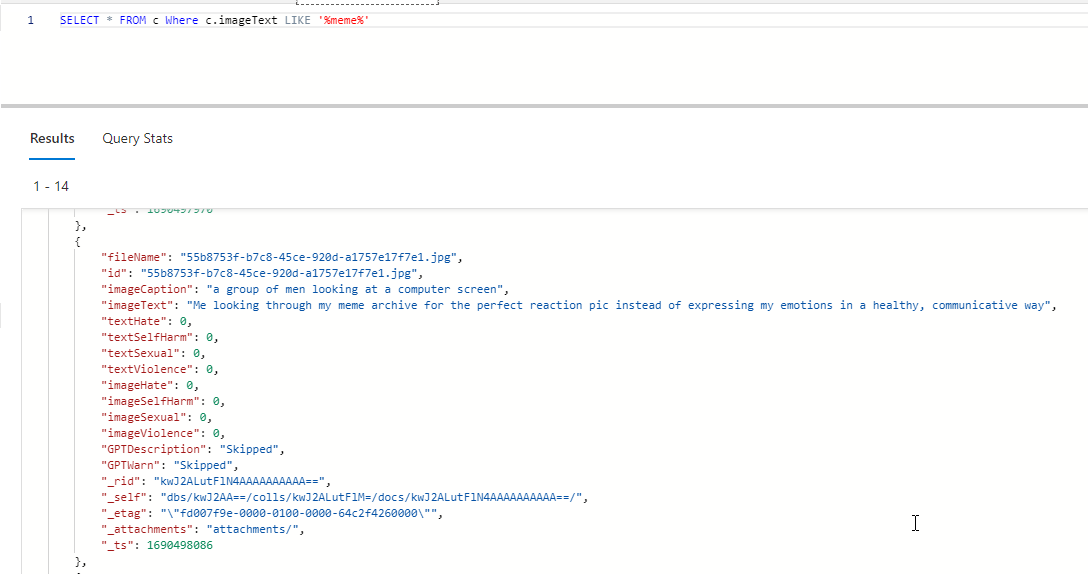 1 SELECT * FROM c Where c.imageText LIKE '%meme%'
Results Query Stats
1 - 14
"_ts": 1690497970
},
{
"fileName": "55b8753f-b7c8-45ce-920d-a1757e17f7e1.jpg",
"id": "55b8753f-b7c8-45ce-920d-a1757e17f7e1.jpg",
"imageCaption": "a group of men looking at a computer screen",
"imageText": "Me looking through my meme archive for the perfect reaction pic instead of expressing my emotions in a healthy, communicative way",
"textHate": 0,
"textSelfHarm": 0,
"textSexual": 0,
"textViolence": 0,
"imageHate": 0,
"imageSelfHarm": 0,
"imageSexual": 0,
"imageViolence": 0,
"GPTDescription": "Skipped",
"GPTWarn": "Skipped",
"_rid": "kwJ2ALutFlN4AAAAAAAAAA==",
"_self": "dbs/kwJ2AA==/colls/kwJ2ALutFlM=/docs/kwJ2ALutFlN4AAAAAAAAAA==/",
"_etag": "\"fd007f9e-0000-0100-0000-64c2f4260000\"",
"_attachments": "attachments/",
"_ts": 1690498086
},